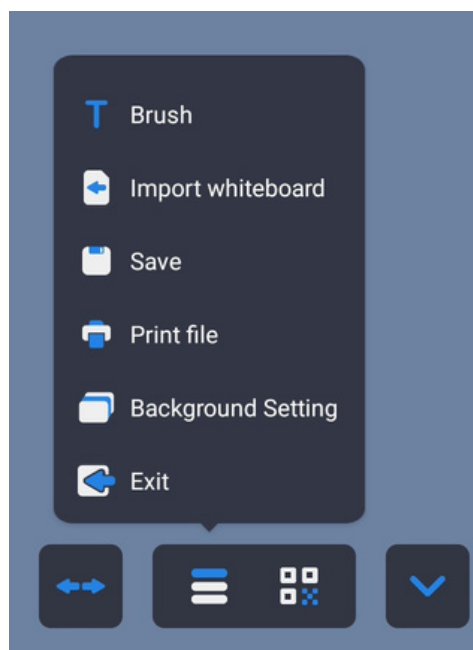 Brush
Import whiteboard
Save
Print file
Background Setting
Exit